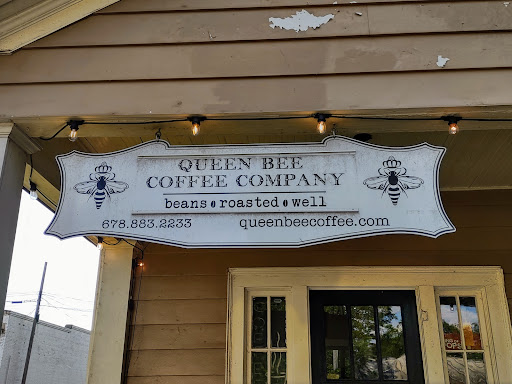 QUEEN BEE
COFFEE COMPANY
beans • roasted • well
678.883.2233 queenbeecoffee.com